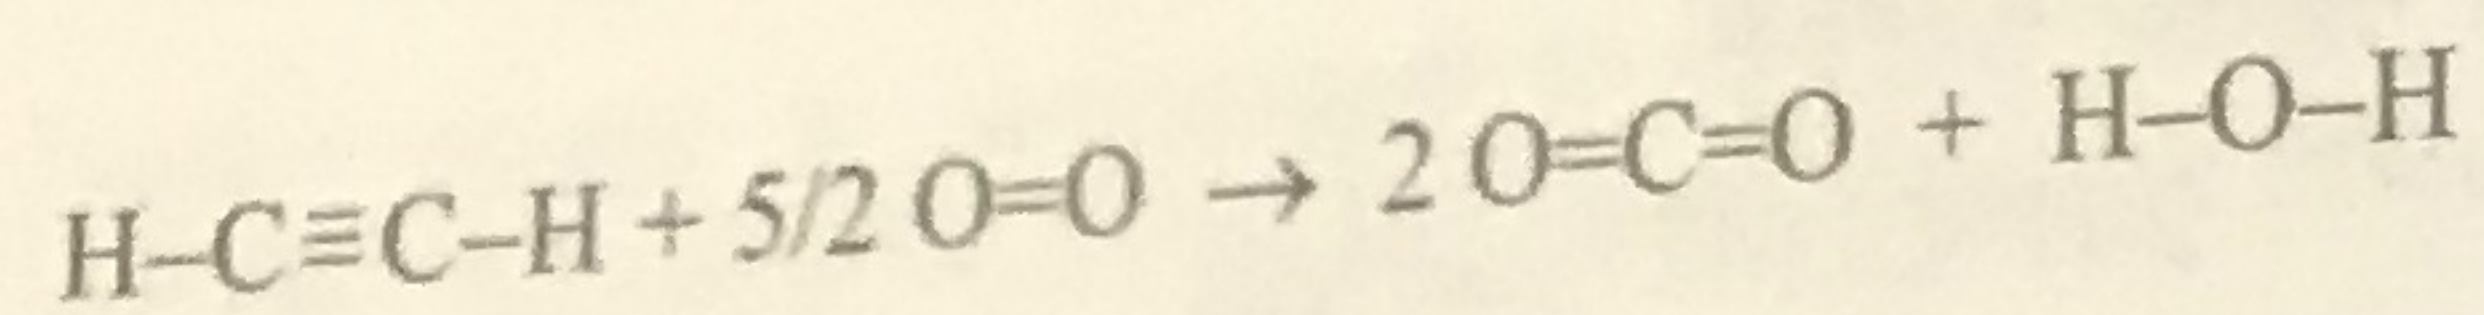 H–C≡C–H + 5/2 O=O → 2 O=C=O + H–O–H